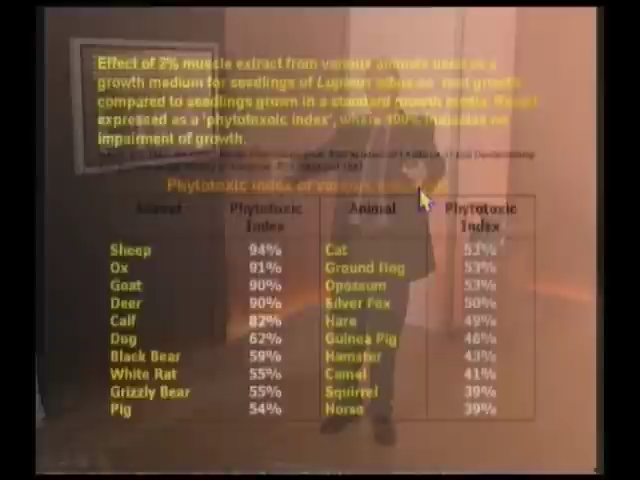 Effect of 2% muscle extract from various animals used as a
growth medium for seedlings of Lupinus albus on root growth
compared to seedlings grown in a standard growth media.
expressed as a 'phytotoxoic index', where 100% indicates no
impairment of growth.
Phytotoxic index of various
Animal Phytotoxic Index Animal Phytotoxic Index
Sheep 94% Cat
Ox 91% Ground Hog 53%
Goat 90% Opossum 53%
Deer 90% Silver Fox 50%
Calf 82% Hare 49%
Dog 62% Guinea Pig 46%
Black Bear 59% Hamster 43%
White Rat 55% Camel 41%
Grizzly Bear 55% Squirrel 39%
Pig 54% Horse 39%